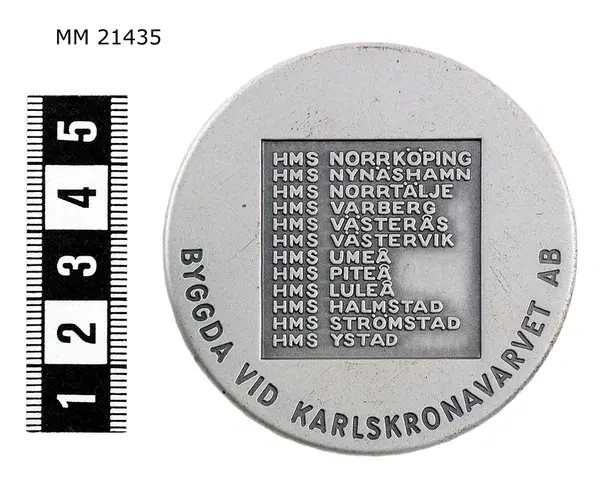 MM 21435
5
4
3
2
1
HMS NORRKÖPING
HMS NYNÄSHAMN
HMS NORRTÄLJE
HMS VARBERG
HMS VÄSTERÅS
HMS VÄSTERVIK
HMS UMEÅ
HMS PITEÅ
HMS LULEÅ
HMS HALMSTAD
HMS STRÖMSTAD
HMS YSTAD
BYGGDA VID KARLSKRONAVARVET AB